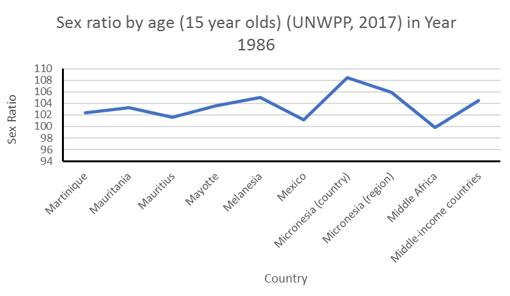 Sex ratio by age (15 year olds) (UNWPP, 2017) in Year
1986
Sex Ratio
110
108
106
104
102
100
98
96
94
Martinique
Mauritania
Mauritius
Mayotte
Melanesia
Mexico
Micronesia (country)
Micronesia (region)
Middle Africa
Middle-income countries
Country